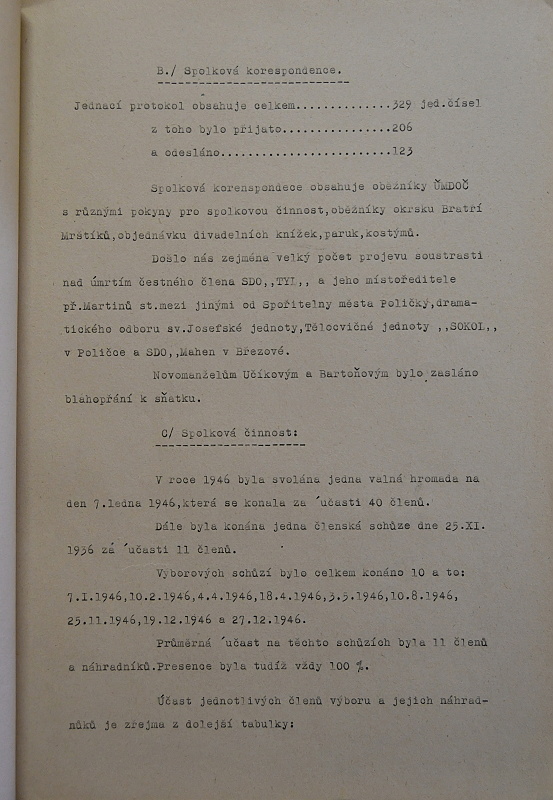 B./ Spolková korespondence.
Jednací protokol obsahuje celkem..............329 jed.čísel
z toho bylo přijato................206
a odesláno.........................123
Spolková korenspondece obsahuje oběžníky ÚMDOČ
s různými pokyny pro spolkovou činnost,oběžníky okrsku Bratří
Mrštíků,objednávku divadelních knížek,paruk,kostýmů.
Došlo nás zejména velký počet projevu soustrasti
nad úmrtím čestného člena SDO,,TYL,, a jeho místoředitele
př.Martinů st.mezi jinými od Spořitelny města Poličky,drama-
tického odboru sv.Josefské jednoty,Tělocvičné jednoty ,,SOKOL,,
v Poličce a SDO,,Mahen v Březové.
Novomanželům Učíkovým a Bartoňovým bylo zasláno
blahopřání k sňatku.
C/ Spolková činnost:
V roce 1946 byla svolána jedna valná hromada na
den 7.ledna 1946,která se konala za ´učasti 40 členů.
Dále byla konána jedna členská schůze dne 25.XI.
1936 zá ´učasti 11 členů.
Výborových schůzí bylo celkem konáno 10 a to:
7.I.1946,10.2.1946,4.4.1946,18.4.1946,3.5.1946,10.8.1946,
25.11.1946,19.12.1946 a 27.12.1946.
Průměrná ´učast na těchto schůzích byla 11 členů
a náhradníků.Presence byla tudíž vždy 100 %.
Účast jednotlivých členů výboru a jejich náhrad-
nůků je zřejma z dolejší tabulky: